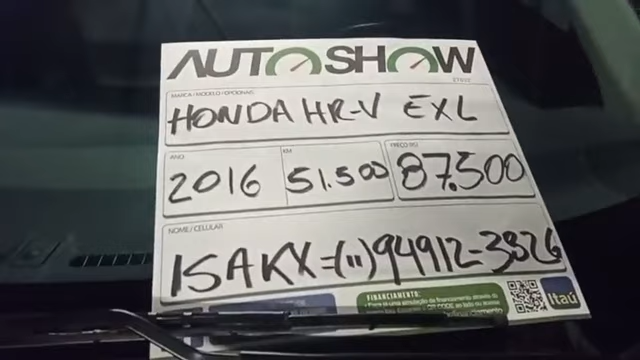 AUTOSHOW
MARCA / MODELO / OPCIONAIS
HONDA HR-V EXL
ANO KM PREÇO R$
2016 51.500 87.500
NOME / CELULAR
ISAKX=(11)94912-3826
FINANCIAMENTO:
Itaú